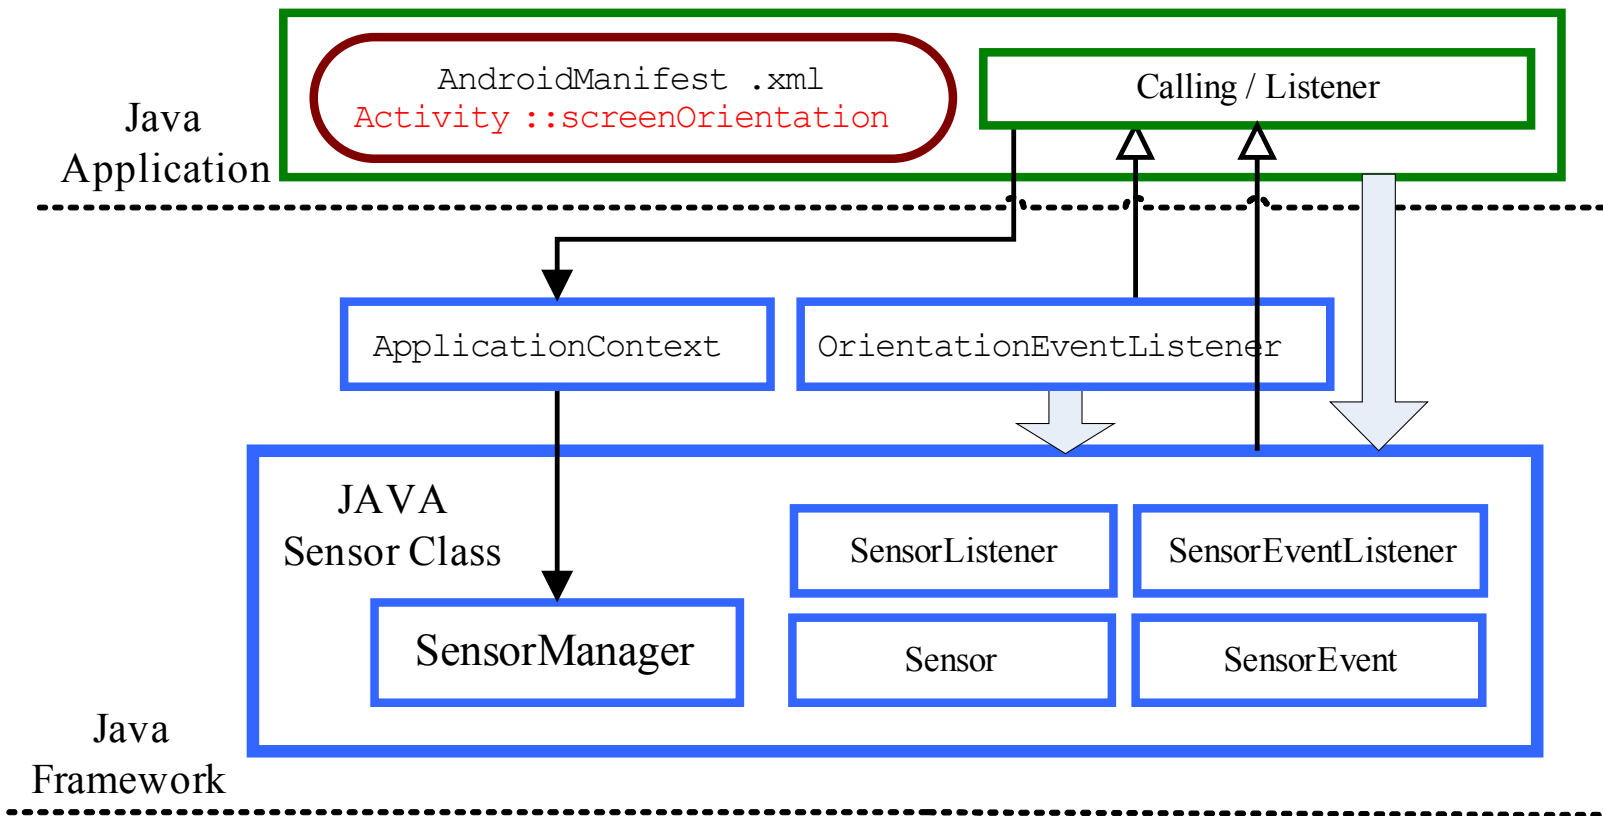 AndroidManifest .xml
Activity ::screenOrientation
Calling / Listener
Java
Application
ApplicationContext
OrientationEventListener
JAVA
Sensor Class
SensorListener
SensorEventListener
SensorManager
Sensor
SensorEvent
Java
Framework